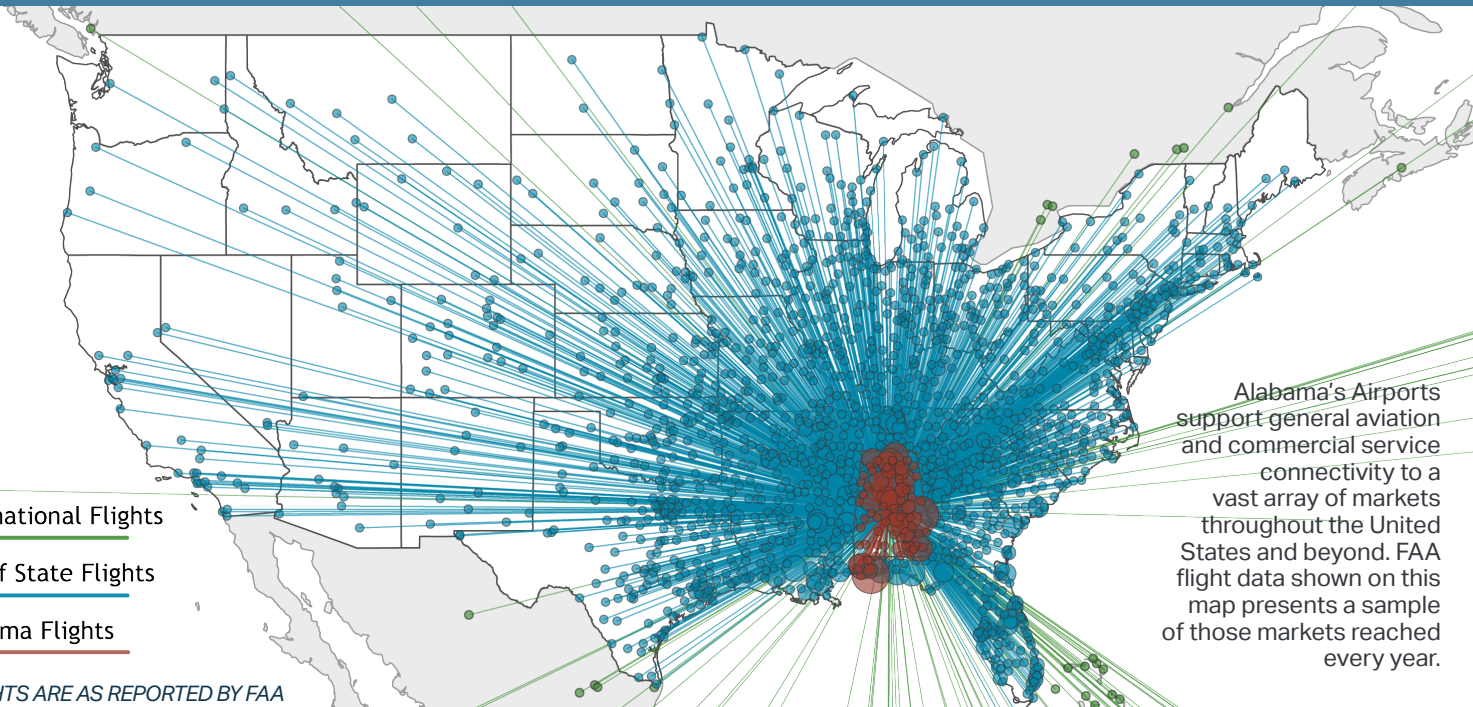 Alabama's Airports
support general aviation
and commercial service
connectivity to a
vast array of markets
throughout the United
States and beyond. FAA
flight data shown on this
map presents a sample
of those markets reached
every year.
national Flights
f State Flights
ma Flights
HTS ARE AS REPORTED BY FAA